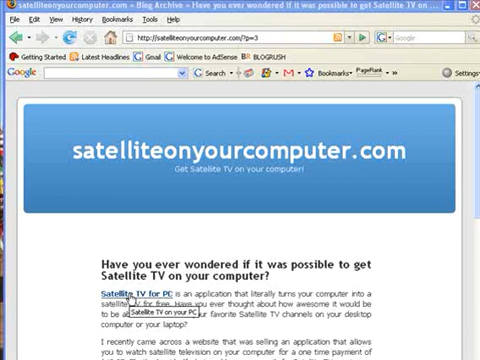 satelliteonyourcomputer.com » Blog Archive » Have you ever wondered if it was possible to get Satellite TV on ...
File Edit View History Bookmarks Tools Help
http://satelliteonyourcomputer.com/?p=3
Getting Started Latest Headlines Gmail Welcome to AdSense BLOGRUSH
Google Search Bookmarks PageRank Settings
satelliteonyourcomputer.com
Get Satellite TV on your computer!
Have you ever wondered if it was possible to get
Satellite TV on your computer?
Satellite TV for PC is an application that literally turns your computer into a
satellite TV for free. Have you ever thought about how awesome it would be
to be ab your favorite Satellite TV channels on your desktop
Satellite TV on your PC
computer or your laptop?
I recently came across a website that was selling an application that allows
you to watch satellite television on your computer for a one time payment of